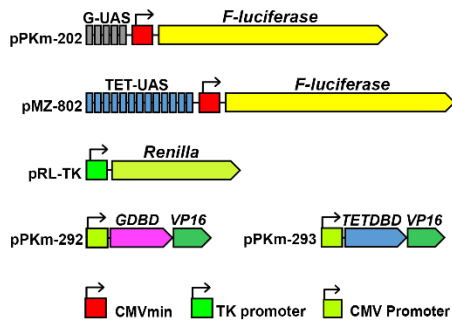 G-UAS F-luciferase
pPKm-202
TET-UAS F-luciferase
pMZ-802
Renilla
pRL-TK
GDBD VP16 TETDBD VP16
pPKm-292 pPKm-293
CMVmin TK promoter CMV Promoter